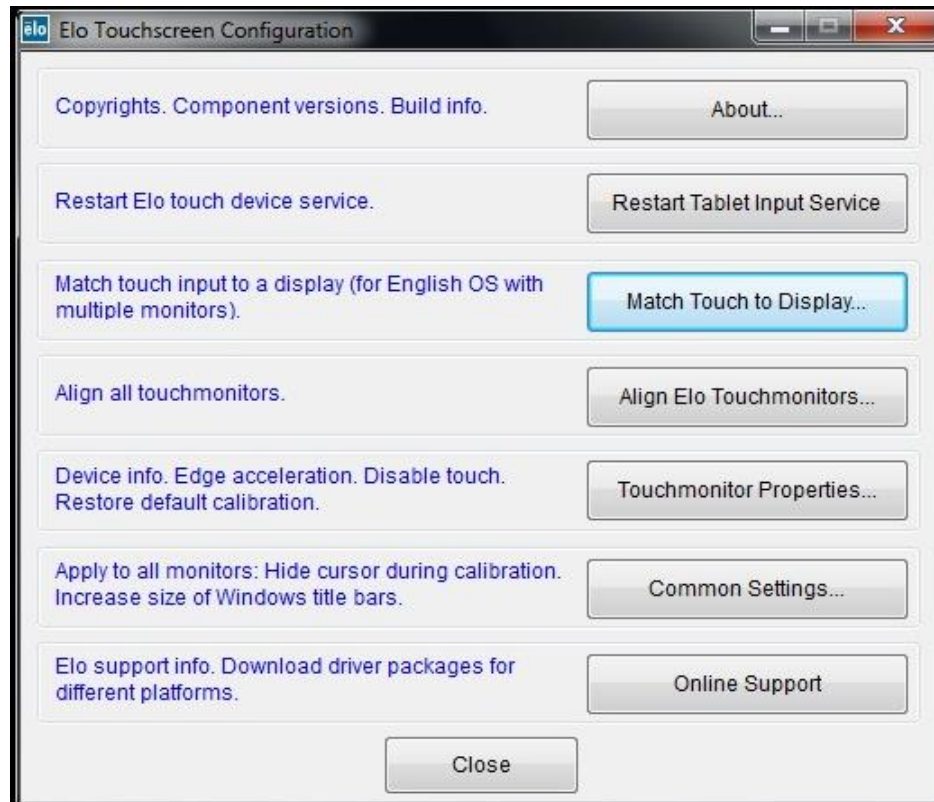 elo Elo Touchscreen Configuration
Copyrights. Component versions. Build info.
About...
Restart Elo touch device service.
Restart Tablet Input Service
Match touch input to a display (for English OS with
multiple monitors).
Match Touch to Display...
Align all touchmonitors.
Align Elo Touchmonitors...
Device info. Edge acceleration. Disable touch.
Restore default calibration.
Touchmonitor Properties...
Apply to all monitors: Hide cursor during calibration.
Increase size of Windows title bars.
Common Settings...
Elo support info. Download driver packages for
different platforms.
Online Support
Close